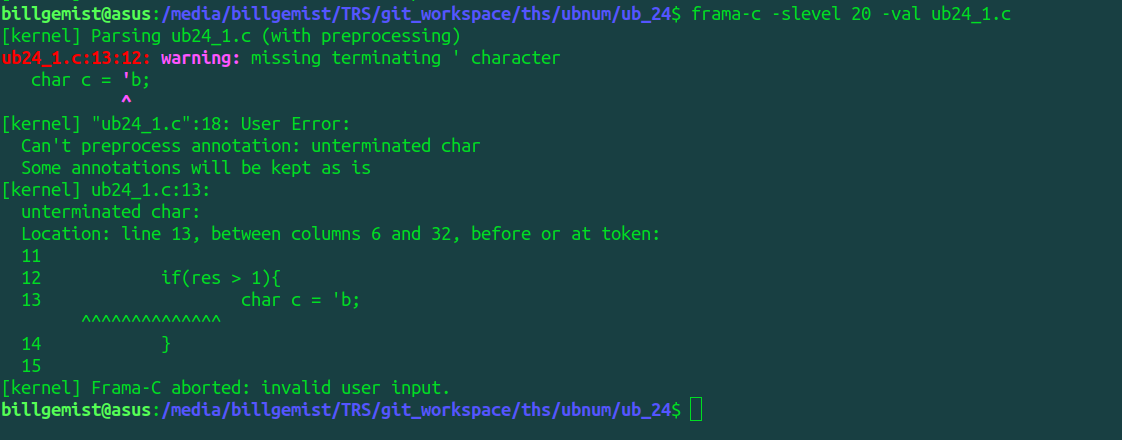 billgemist@asus:/media/billgemist/TRS/git_workspace/ths/ubnum/ub_24$ frama-c -slevel 20 -val ub24_1.c
[kernel] Parsing ub24_1.c (with preprocessing)
ub24_1.c:13:12: warning: missing terminating ' character
   char c = 'b;
            ^
[kernel] "ub24_1.c":18: User Error:
  Can't preprocess annotation: unterminated char
  Some annotations will be kept as is
[kernel] ub24_1.c:13:
  unterminated char:
  Location: line 13, between columns 6 and 32, before or at token:
  11
  12            if(res > 1){
  13                    char c = 'b;
        ^^^^^^^^^^^^^^
  14            }
  15
[kernel] Frama-C aborted: invalid user input.
billgemist@asus:/media/billgemist/TRS/git_workspace/ths/ubnum/ub_24$